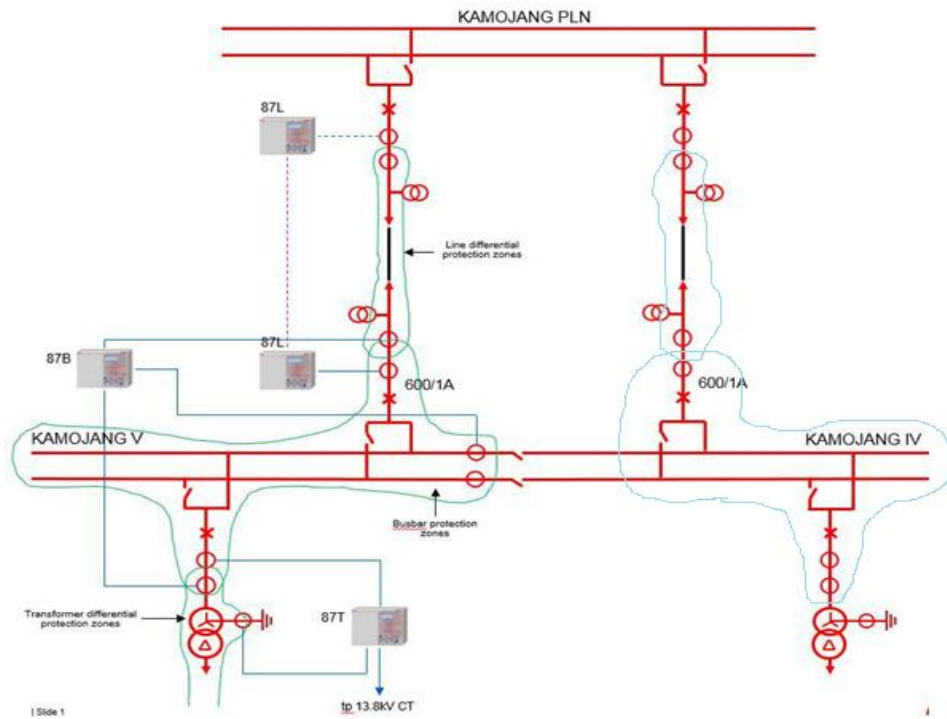 KAMOJANG PLN
87L
Line differential
protection zones
87B
87L
600/1A
600/1A
KAMOJANG V
KAMOJANG IV
Busbar protection
zones
Transformer differential
protection zones
87T
tp 13.8kV CT
| Slide 1